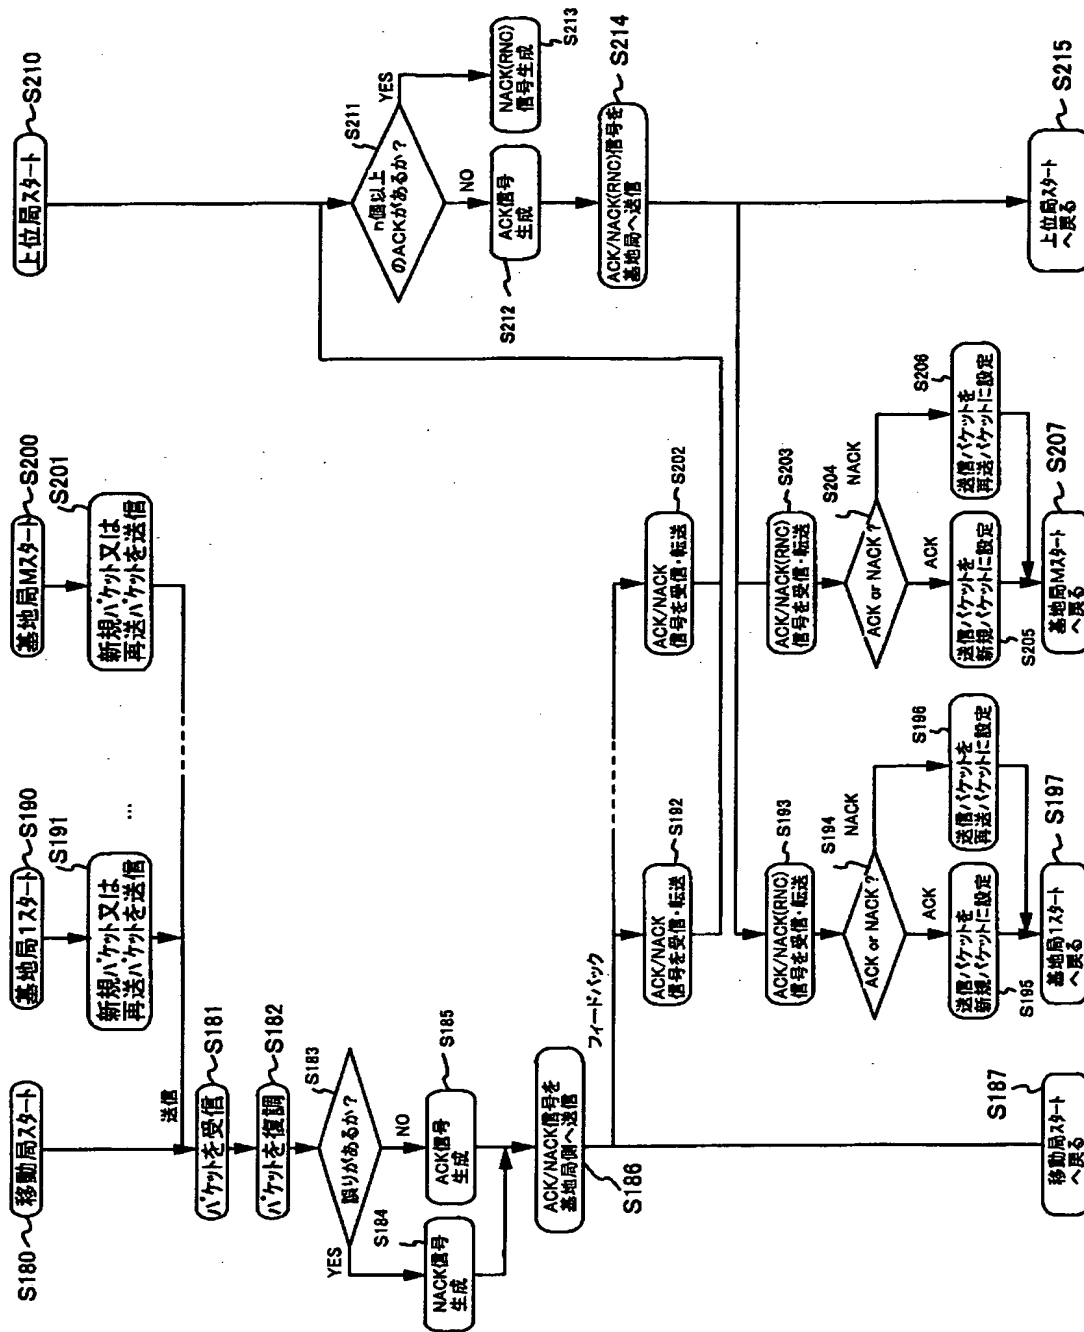 S180
移動局スタート
送信
パケットを受信
S181
パケットを復調
S182
誤りがあるか?
S183
YES
NO
S184
NACK信号
生成
ACK信号
生成
S185
ACK/NACK信号を
基地局側へ送信
S186
フィードバック
S187
移動局スタート
へ戻る
基地局1スタート
S190
S191
新規パケット又は
再送パケットを送信
...
ACK/NACK
信号を受信・転送
S192
ACK/NACK(RNC)
信号を受信・転送
S193
ACK or NACK ?
S194
NACK
ACK
送信パケットを
新規パケットに設定
S195
送信パケットを
再送パケットに設定
S196
基地局1スタート
へ戻る
S197
基地局Mスタート
S200
S201
新規パケット又は
再送パケットを送信
ACK/NACK
信号を受信・転送
S202
ACK/NACK(RNC)
信号を受信・転送
S203
ACK or NACK ?
S204
NACK
ACK
送信パケットを
新規パケットに設定
S205
送信パケットを
再送パケットに設定
S206
基地局Mスタート
へ戻る
S207
上位局スタート
S210
n個以上
のACKがあるか?
S211
YES
NO
S212
ACK信号
生成
NACK(RNC)
信号生成
S213
ACK/NACK(RNC)信号を
基地局へ送信
S214
上位局スタート
へ戻る
S215